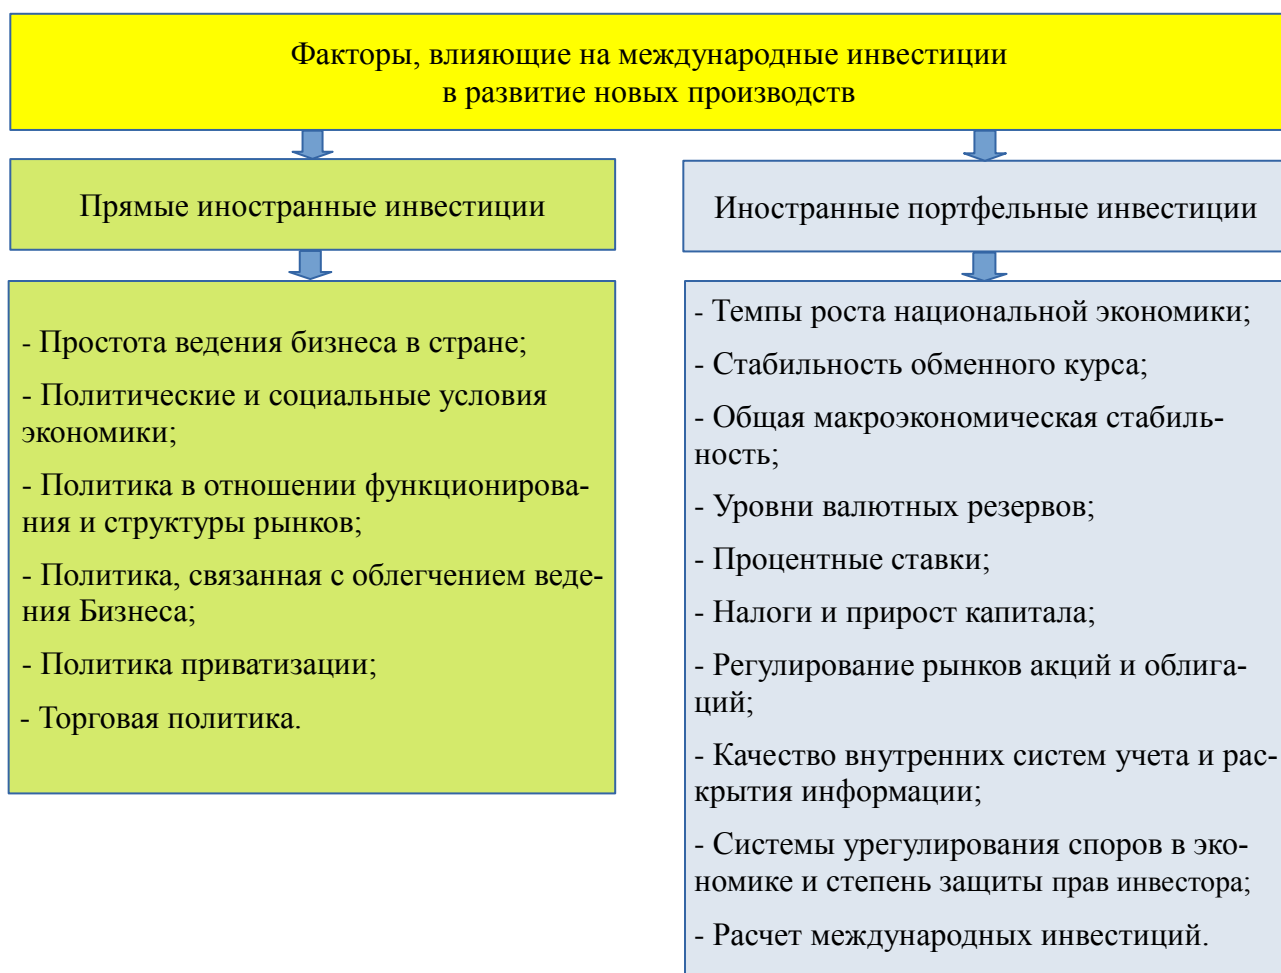 Факторы, влияющие на международные инвестиции
в развитие новых производств
Прямые иностранные инвестиции
- Простота ведения бизнеса в стране;
- Политические и социальные условия
экономики;
- Политика в отношении функционирова-
ния и структуры рынков;
- Политика, связанная с облегчением веде-
ния Бизнеса;
- Политика приватизации;
- Торговая политика.
Иностранные портфельные инвестиции
- Темпы роста национальной экономики;
- Стабильность обменного курса;
- Общая макроэкономическая стабиль-
ность;
- Уровни валютных резервов;
- Процентные ставки;
- Налоги и прирост капитала;
- Регулирование рынков акций и облига-
ций;
- Качество внутренних систем учета и рас-
крытия информации;
- Системы урегулирования споров в эко-
номике и степень защиты прав инвестора;
- Расчет международных инвестиций.